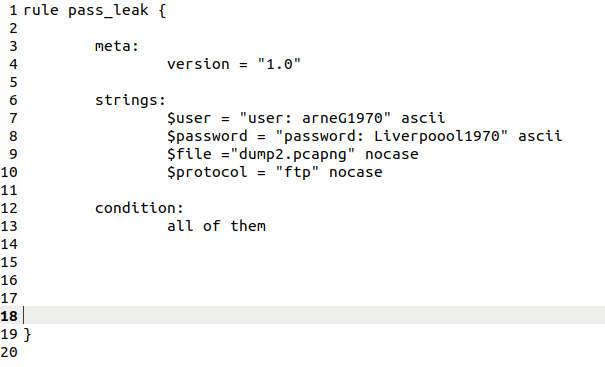 1 rule pass_leak {
2
3 meta:
4 version = "1.0"
5
6 strings:
7 $user = "user: arneG1970" ascii
8 $password = "password: Liverpoool1970" ascii
9 $file ="dump2.pcapng" nocase
10 $protocol = "ftp" nocase
11
12 condition:
13 all of them
14
15
16
17
18
19 }
20